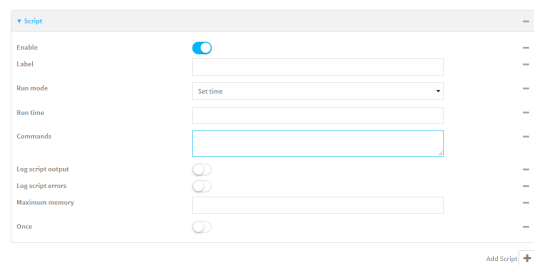 Script
Enable
Label
Run mode
Set time
Run time
Commands
Log script output
Log script errors
Maximum memory
Once
Add Script